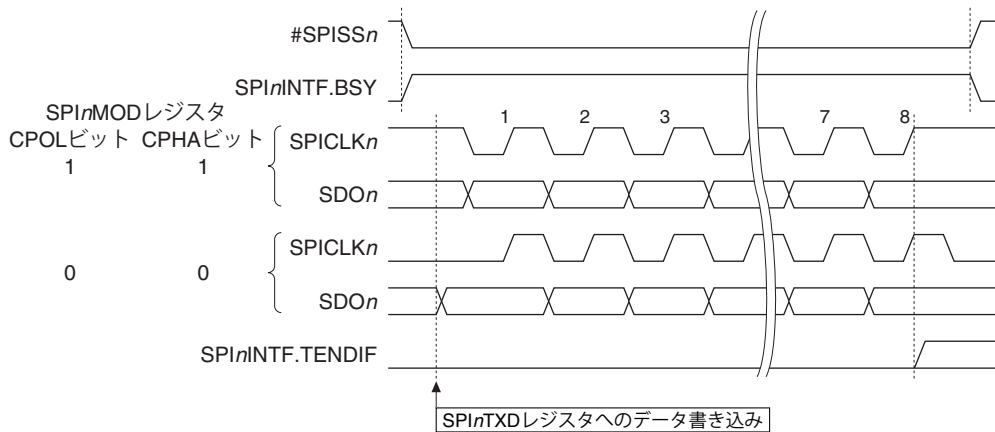 #SPISSn
SPInINTF.BSY
SPInMODレジスタ
CPOLビット CPHAビット
1 1
SPICLKn
1 2 3 7 8
SDOn
0 0
SPICLKn
SDOn
SPInINTF.TENDIF
SPInTXDレジスタへのデータ書き込み